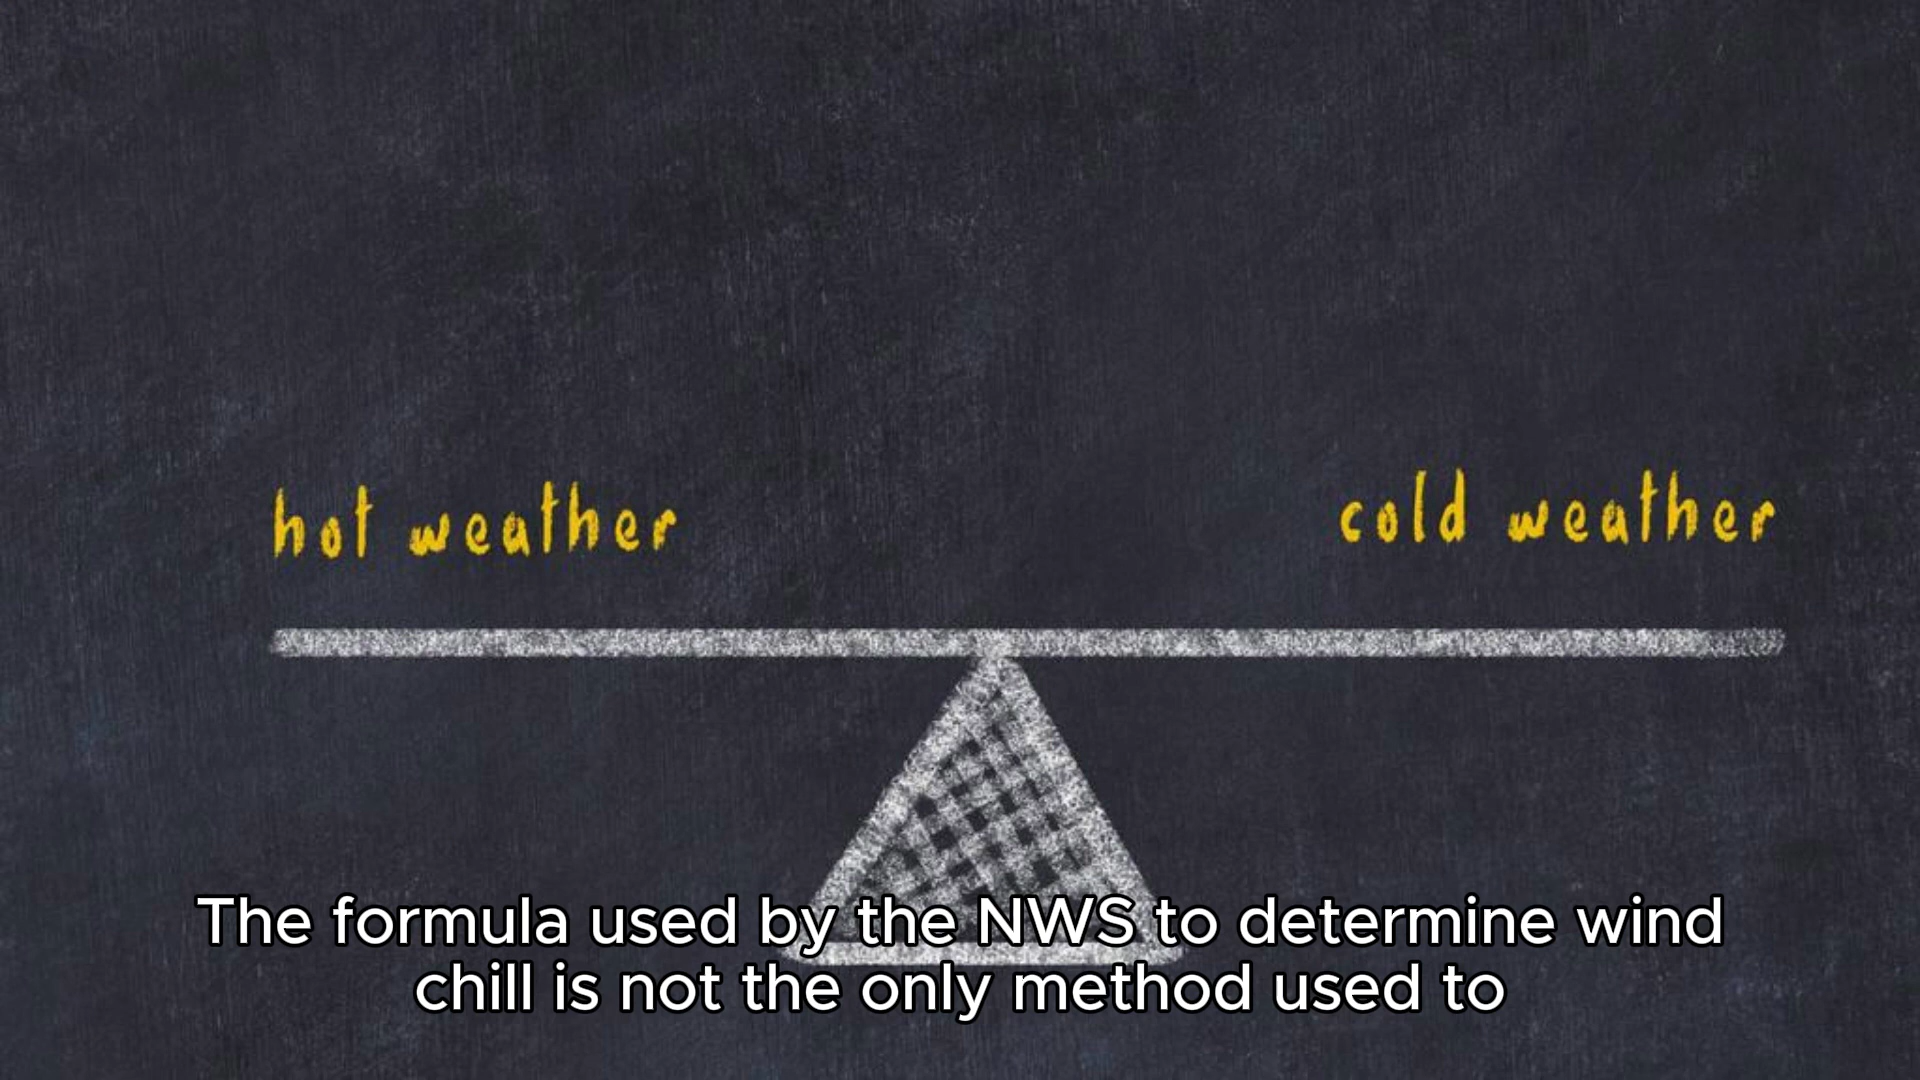 hot weather
cold weather
The formula used by the NWS to determine wind
chill is not the only method used to